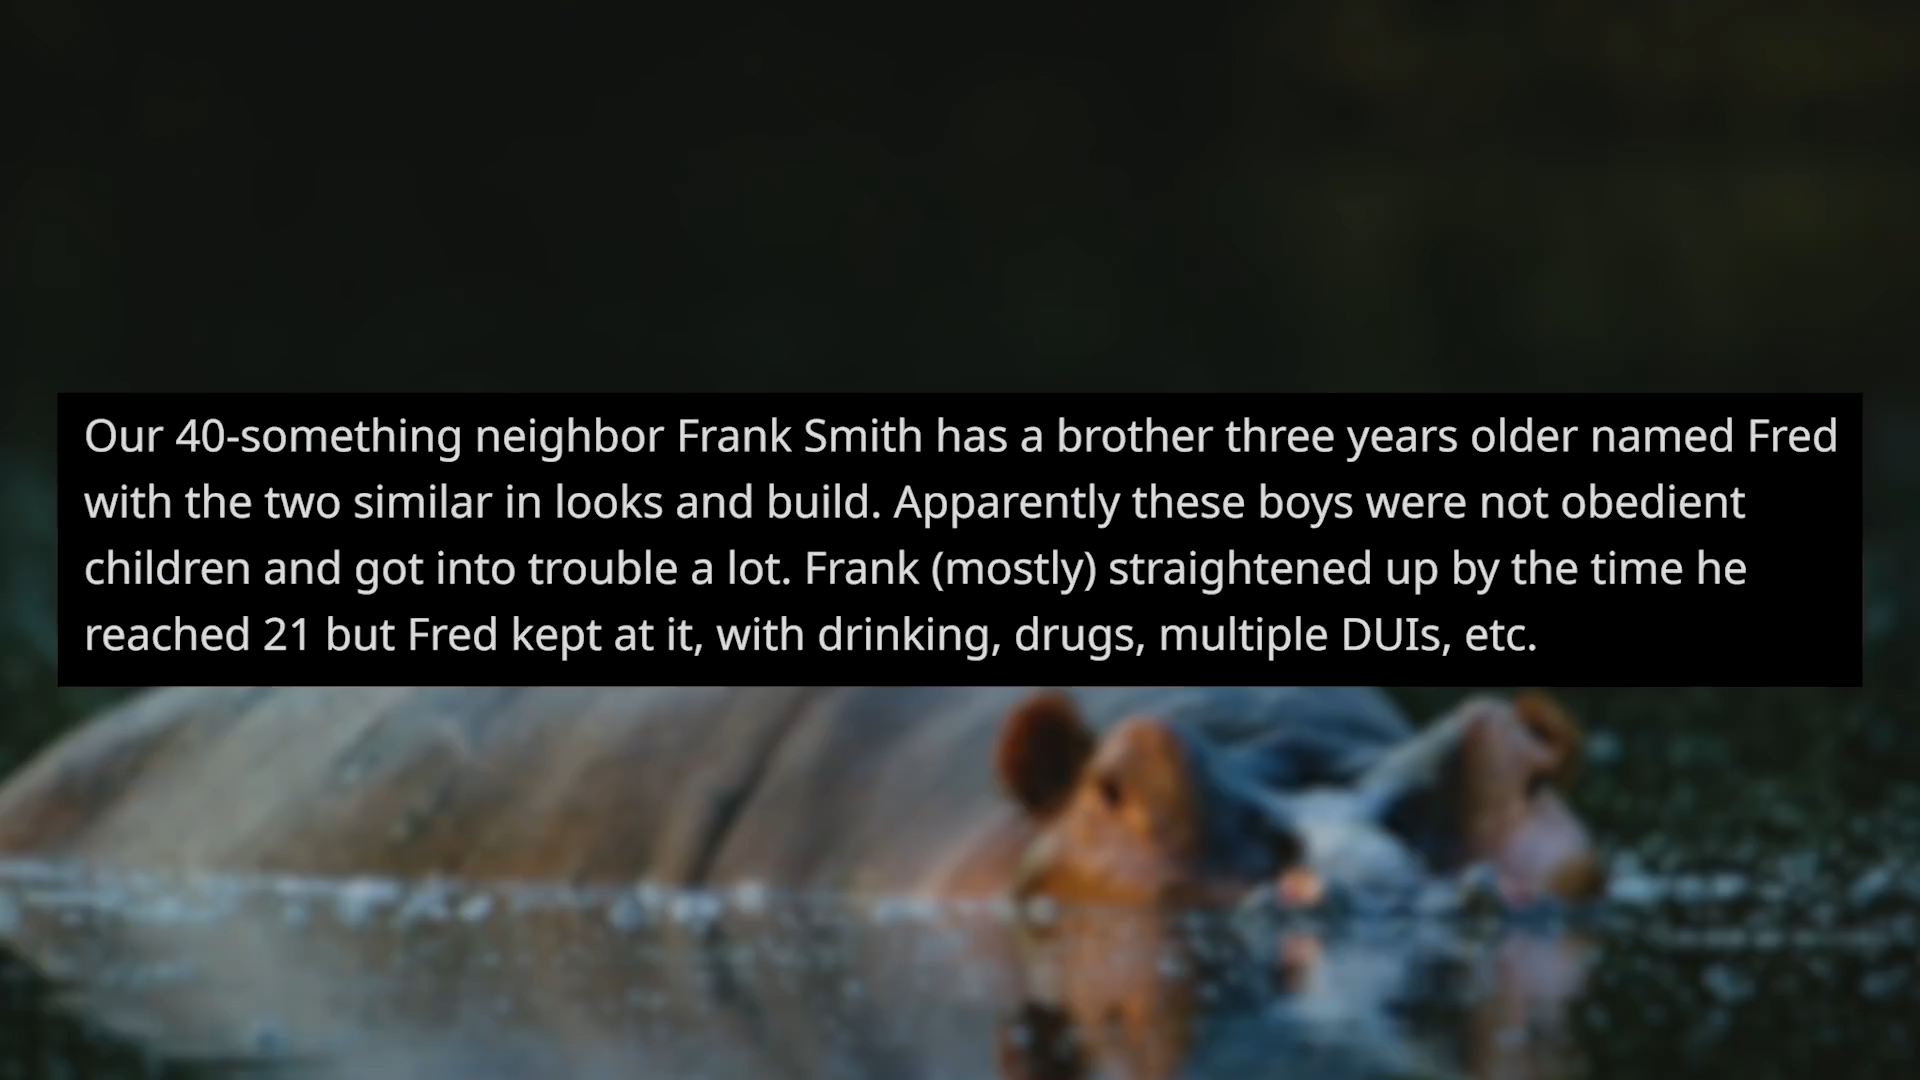 Our 40-something neighbor Frank Smith has a brother three years older named Fred
with the two similar in looks and build. Apparently these boys were not obedient
children and got into trouble a lot. Frank (mostly) straightened up by the time he
reached 21 but Fred kept at it, with drinking, drugs, multiple DUIs, etc.